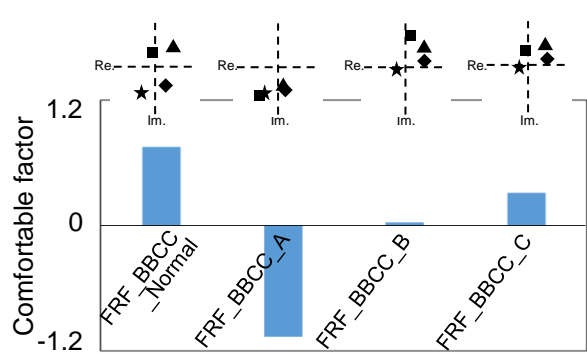 Re.
Re.
Re.
Re.
Im.
Im.
Im.
Im.
1.2
0
-1.2
Comfortable factor
FRF_BBCC
_Normal
FRF_BBCC_A
FRF_BBCC_B
FRF_BBCC_C